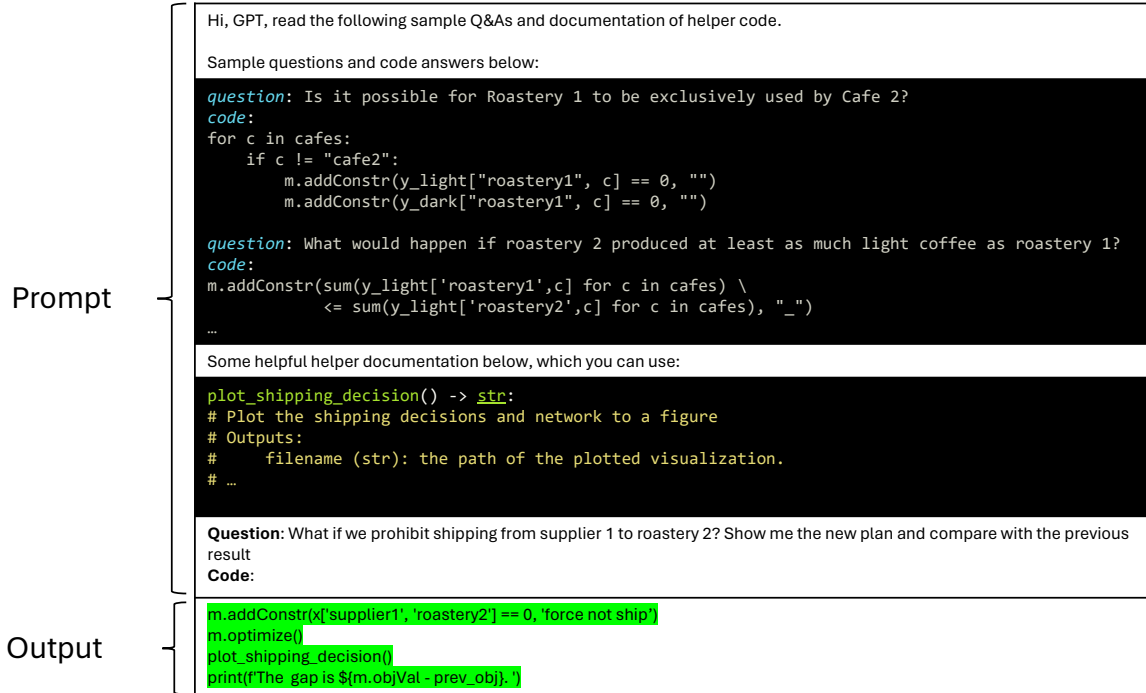 Prompt
Hi, GPT, read the following sample Q&As and documentation of helper code.
Sample questions and code answers below:
question: Is it possible for Roastery 1 to be exclusively used by Cafe 2?
code:
for c in cafes:
    if c != "cafe2":
        m.addConstr(y_light["roastery1", c] == 0, "")
        m.addConstr(y_dark["roastery1", c] == 0, "")
question: What would happen if roastery 2 produced at least as much light coffee as roastery 1?
code:
m.addConstr(sum(y_light['roastery1',c] for c in cafes) \
            <= sum(y_light['roastery2',c] for c in cafes), "_")
…
Some helpful helper documentation below, which you can use:
plot_shipping_decision() -> str:
# Plot the shipping decisions and network to a figure
# Outputs:
#     filename (str): the path of the plotted visualization.
# …
Question: What if we prohibit shipping from supplier 1 to roastery 2? Show me the new plan and compare with the previous
result
Code:
Output
m.addConstr(x['supplier1', 'roastery2'] == 0, 'force not ship')
m.optimize()
plot_shipping_decision()
print(f'The gap is ${m.objVal - prev_obj}. ')